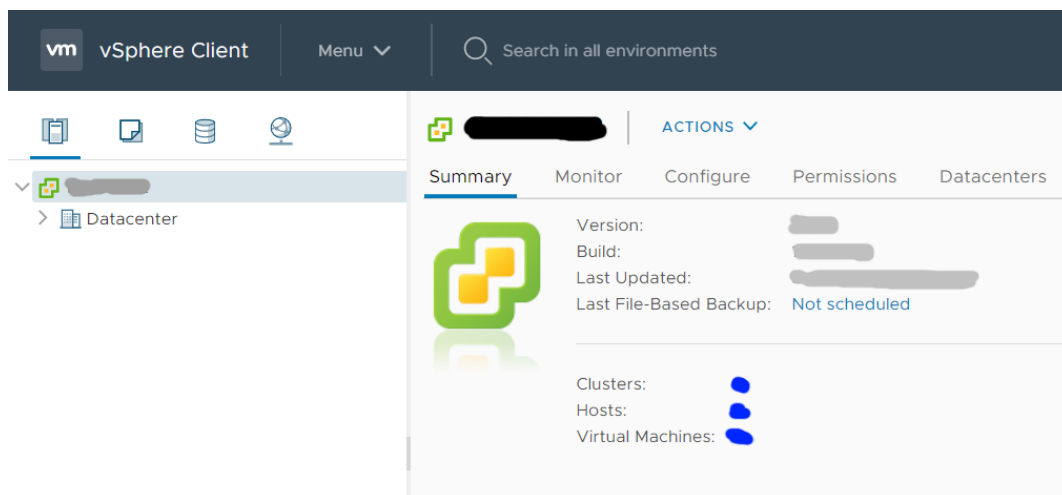 vm vSphere Client Menu Search in all environments
ACTIONS
Summary Monitor Configure Permissions Datacenters
Datacenter
Version:
Build:
Last Updated:
Last File-Based Backup: Not scheduled
Clusters:
Hosts:
Virtual Machines: